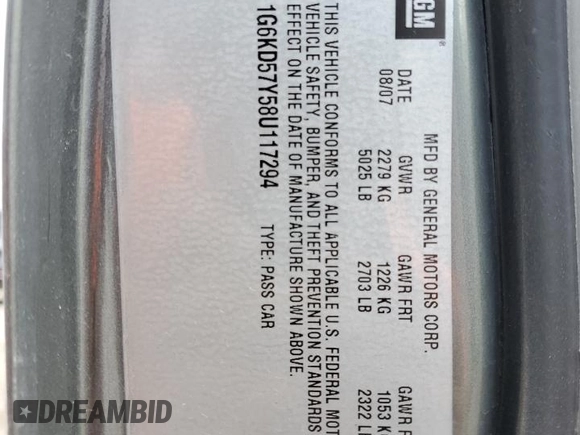 GM
®
MFD BY GENERAL MOTORS CORP.
DATE GVWR GAWR FRT GAWR
08/07 2279 KG 1226 KG 1053
5025 LB 2703 LB 2322
THIS VEHICLE CONFORMS TO ALL APPLICABLE U.S. FEDERAL
VEHICLE SAFETY, BUMPER, AND THEFT PREVENTION STANDARDS
EFFECT ON THE DATE OF MANUFACTURE SHOWN ABOVE.
1G6KD57Y58U117294 TYPE: PASS CAR
DREAMBID